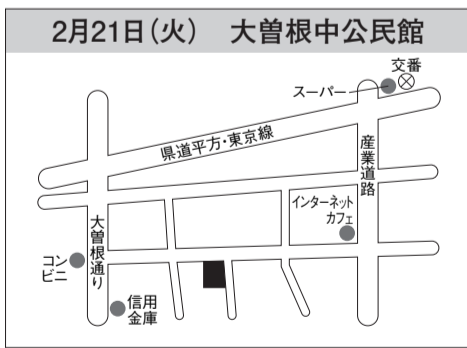 2月21日(火) 大曽根中公民館
交番
スーパー
県道平方・東京線
産業道路
インターネット
カフェ
大曽根通り
コン
ビニ
信用
金庫